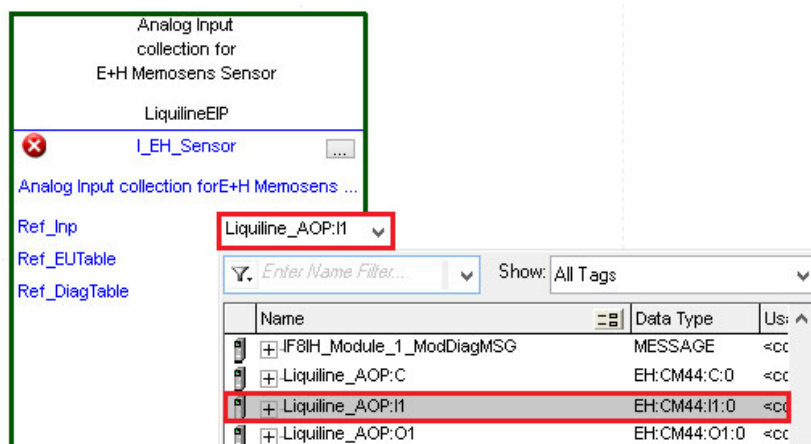 Analog Input
collection for
E+H Memosens Sensor
LiquilineEIP
I_EH_Sensor ...
Analog Input collection forE+H Memosens ...
Ref_Inp Liquiline_AOP:I1
Ref_EUTable
Ref_DiagTable
Enter Name Filter... Show: All Tags
Name Data Type
IF8IH_Module_1_ModDiagMSG MESSAGE
Liquiline_AOP:C EH:CM44:C:0
Liquiline_AOP:I1 EH:CM44:I1:0
Liquiline_AOP:O1 EH:CM44:O1:0